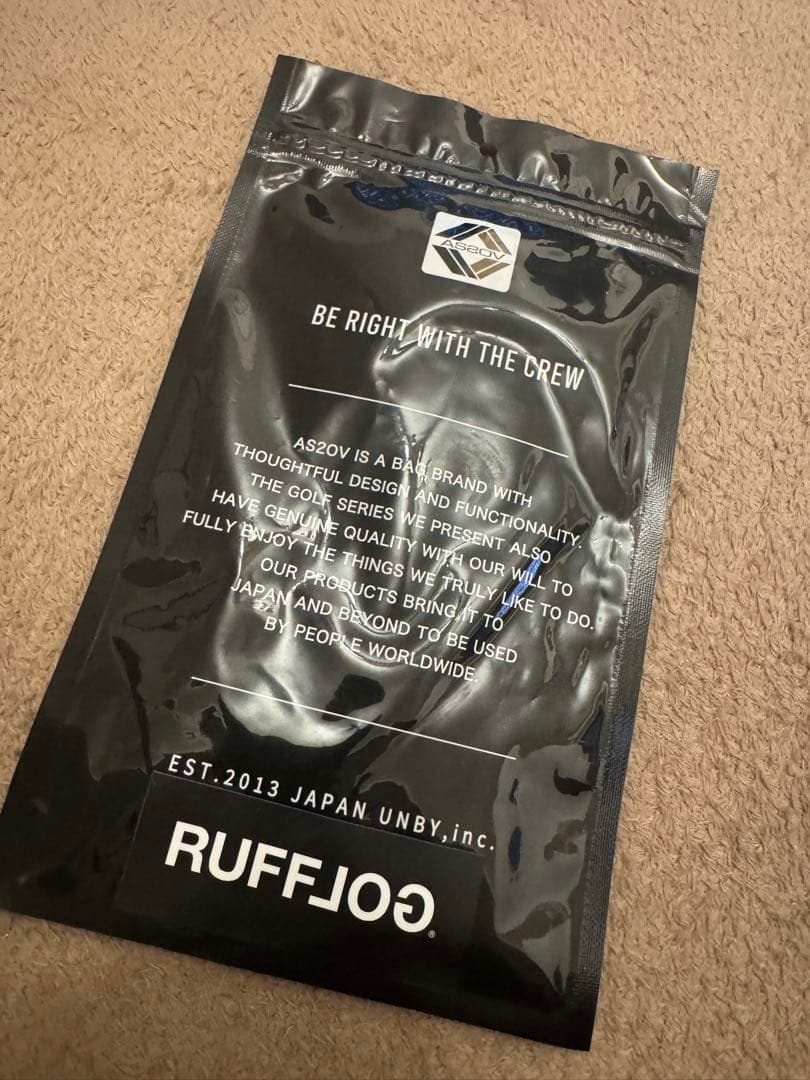 AS2OV
BE RIGHT WITH THE CREW
AS2OV IS A BAG BRAND WITH
THOUGHTFUL DESIGN AND FUNCTIONALITY.
THE GOLF SERIES WE PRESENT ALSO
HAVE GENUINE QUALITY WITH OUR WILL TO
FULLY ENJOY THE THINGS WE TRULY LIKE TO DO.
OUR PRODUCTS BRING IT TO
JAPAN AND BEYOND TO BE USED
BY PEOPLE WORLDWIDE.
EST.2013 JAPAN UNBY,inc.
RUFFGOLF®